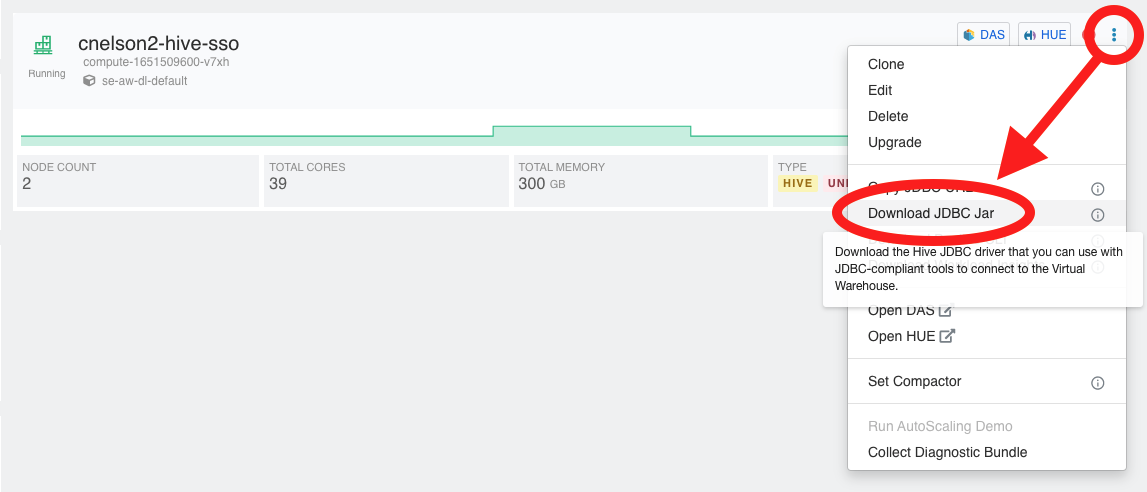 cnelson2-hive-sso
DAS
HUE
compute-1651509600-v7xh
Running
se-aw-dl-default
Clone
Edit
Delete
Upgrade
NODE COUNT
2
TOTAL CORES
39
TOTAL MEMORY
300 GB
TYPE
HIVE
Copy JDBC
Download JDBC Jar
Download the Hive JDBC driver that you can use with
JDBC-compliant tools to connect to the Virtual
Warehouse.
Open DAS
Open HUE
Set Compactor
Run AutoScaling Demo
Collect Diagnostic Bundle